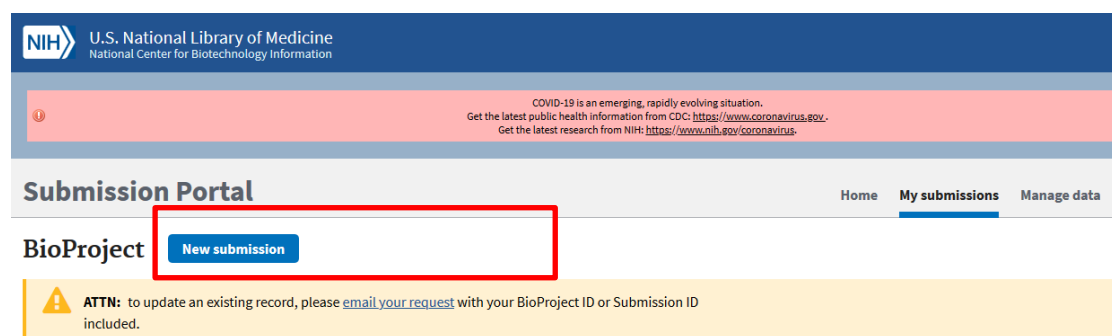 NIH
U.S. National Library of Medicine
National Center for Biotechnology Information
COVID-19 is an emerging, rapidly evolving situation.
Get the latest public health information from CDC: https://www.coronavirus.gov .
Get the latest research from NIH: https://www.nih.gov/coronavirus.
Submission Portal
Home My submissions Manage data
BioProject New submission
ATTN: to update an existing record, please email your request with your BioProject ID or Submission ID
included.